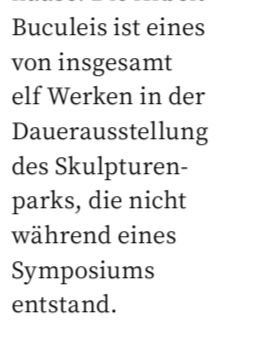 Buculeis ist eines
von insgesamt
elf Werken in der
Dauerausstellung
des Skulpturen-
parks, die nicht
während eines
Symposiums
entstand.